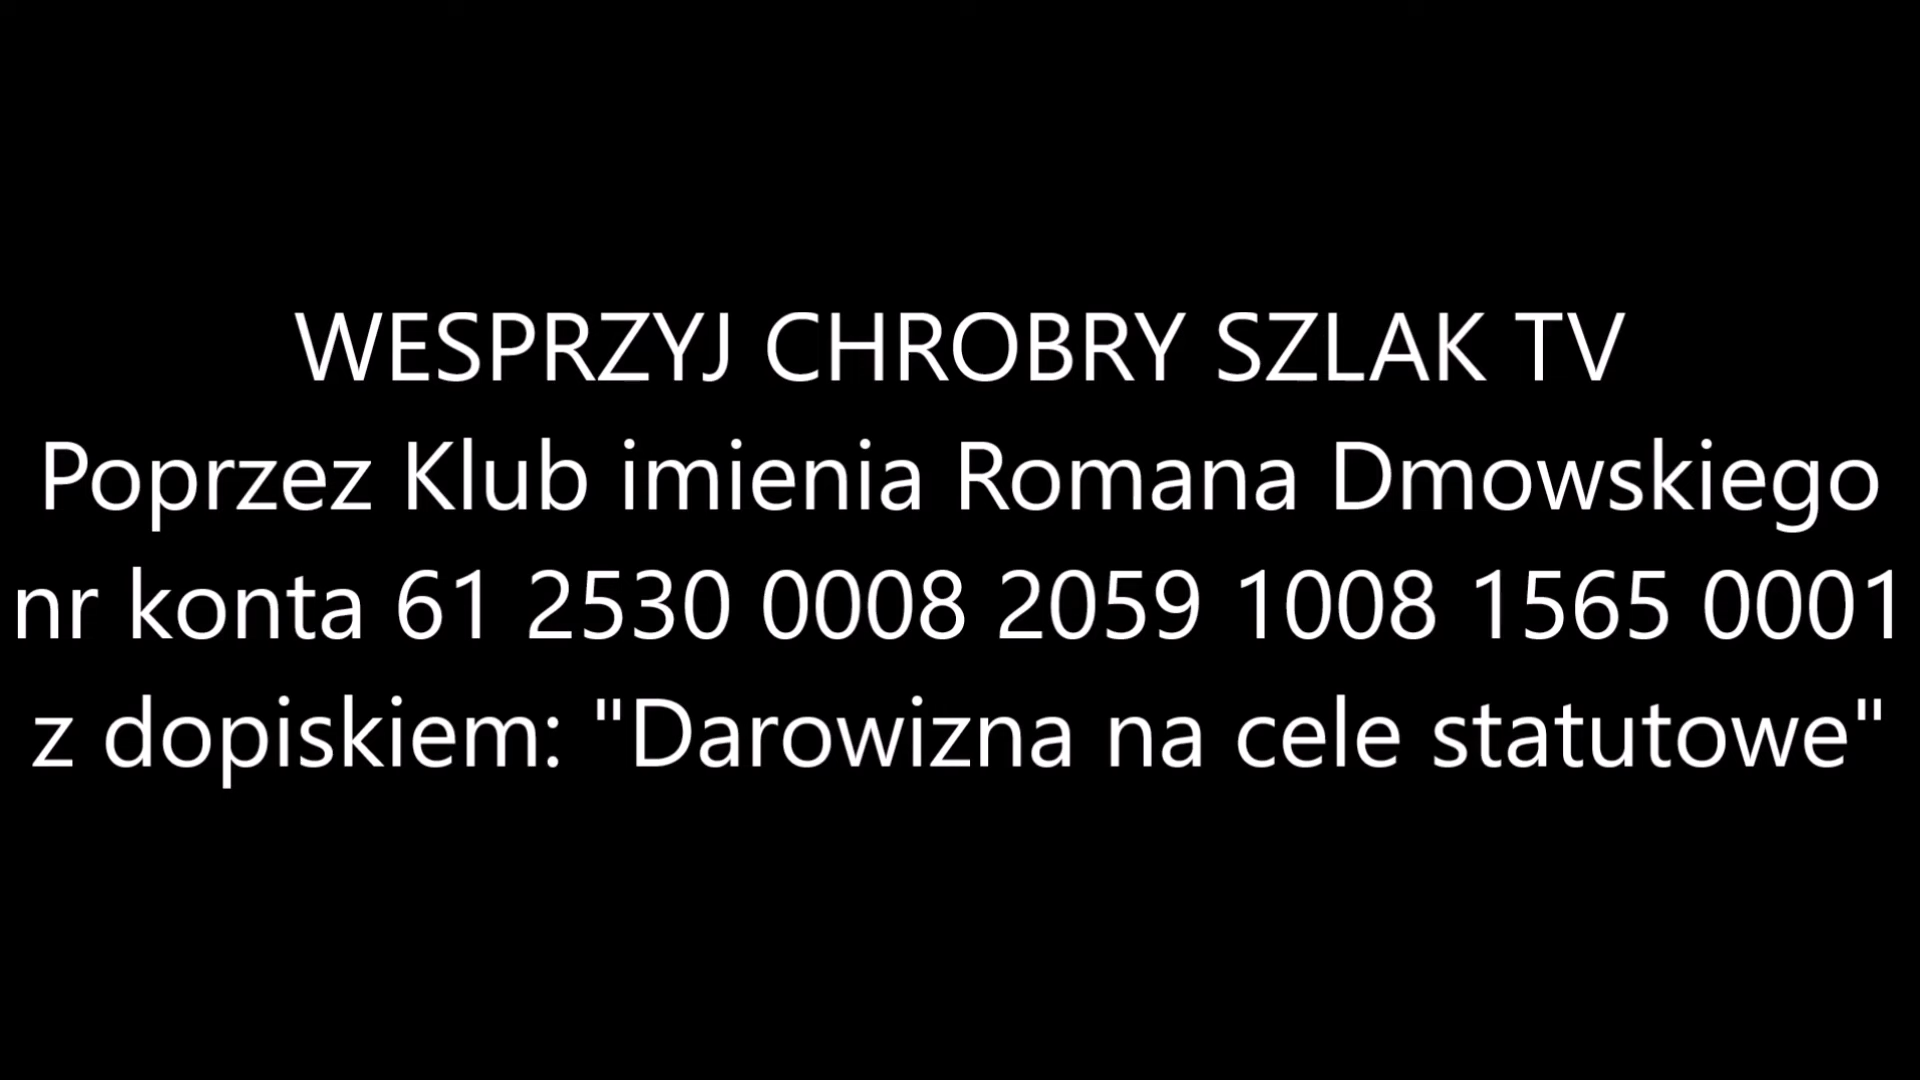 WESPRZYJ CHROBRY SZLAK TV
Poprzez Klub imienia Romana Dmowskiego
nr konta 61 2530 0008 2059 1008 1565 0001
z dopiskiem: "Darowizna na cele statutowe"